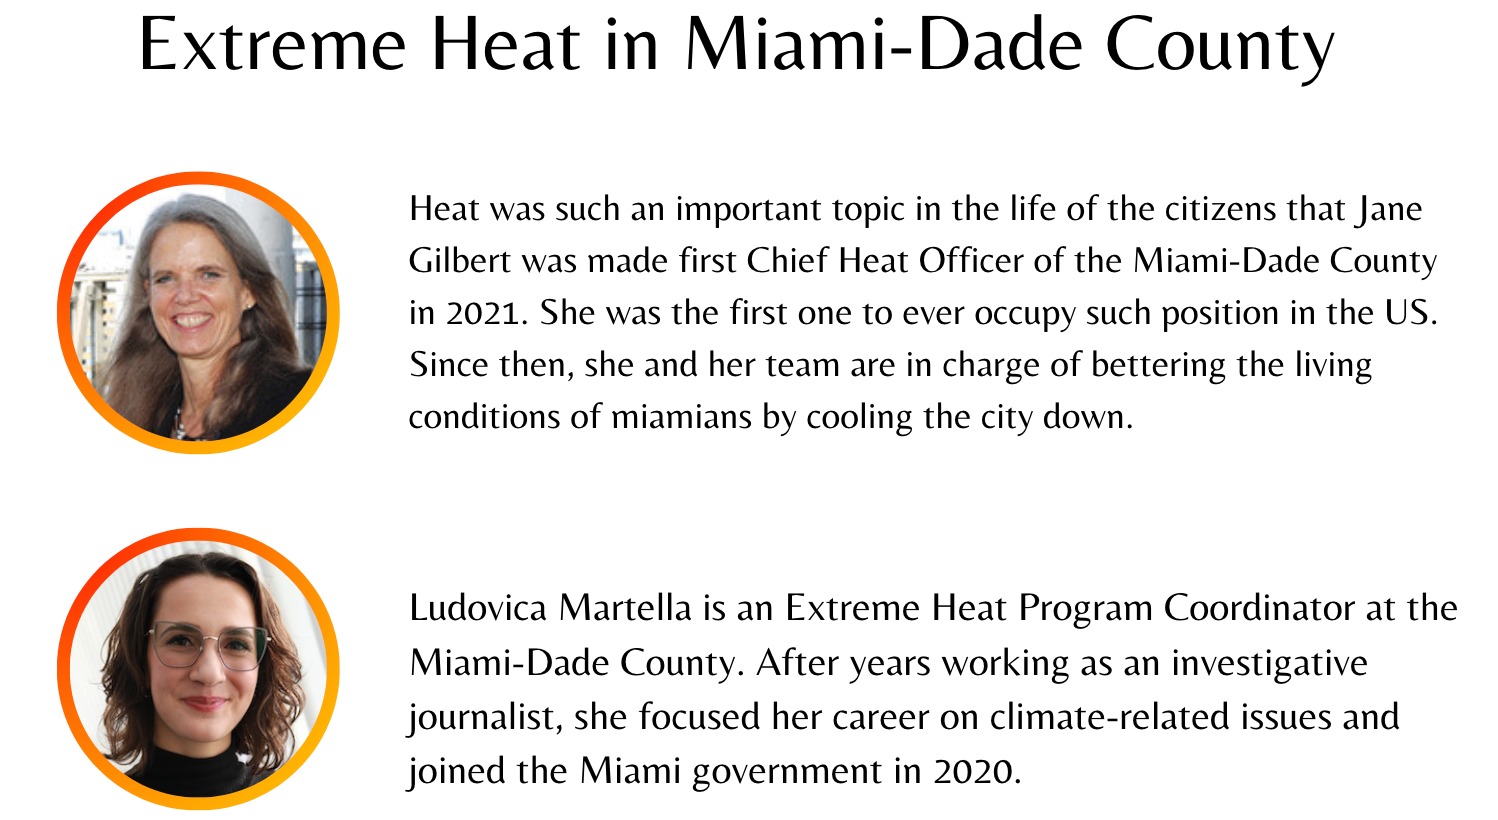 Extreme Heat in Miami-Dade County
Heat was such an important topic in the life of the citizens that Jane
Gilbert was made first Chief Heat Officer of the Miami-Dade County
in 2021. She was the first one to ever occupy such position in the US.
Since then, she and her team are in charge of bettering the living
conditions of miamians by cooling the city down.
Ludovica Martella is an Extreme Heat Program Coordinator at the
Miami-Dade County. After years working as an investigative
journalist, she focused her career on climate-related issues and
joined the Miami government in 2020.